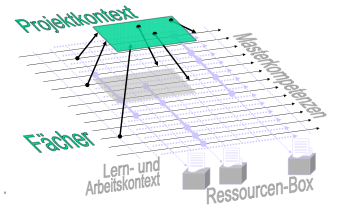 Projektkontext
Masterkompetenzen
Fächer
Lern- und
Arbeitskontext
Ressourcen-Box